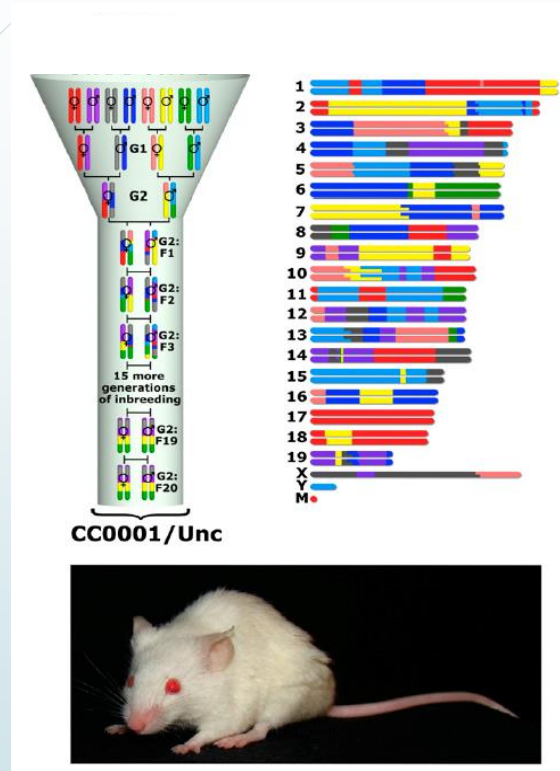 G1
G2
G2:
F1
G2:
F2
G2:
F3
15 more
generations
of inbreeding
G2:
F19
G2:
F20
CC0001/Unc
1
2
3
4
5
6
7
8
9
10
11
12
13
14
15
16
17
18
19
X
Y
M